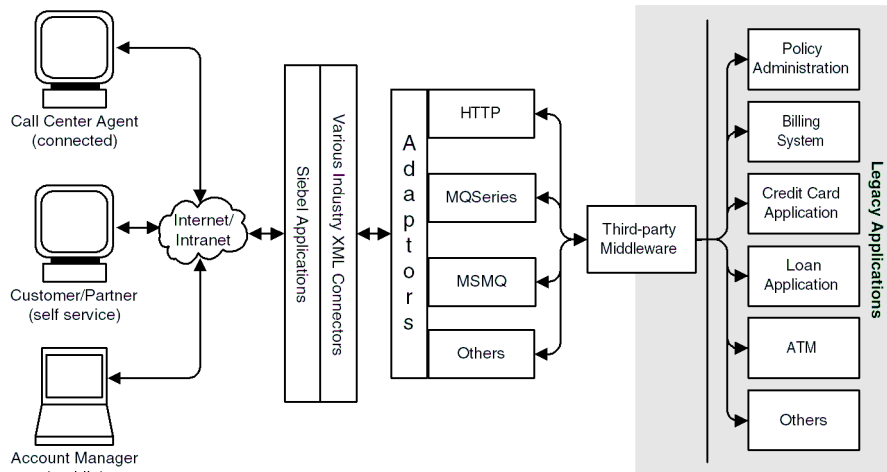 Call Center Agent
(connected)
Customer/Partner
(self service)
Account Manager
Internet/
Intranet
Siebel Applications
Various Industry XML Connectors
Adaptors
HTTP
MQSeries
MSMQ
Others
Third-party
Middleware
Policy
Administration
Billing
System
Credit Card
Application
Loan
Application
ATM
Others
Legacy Applications